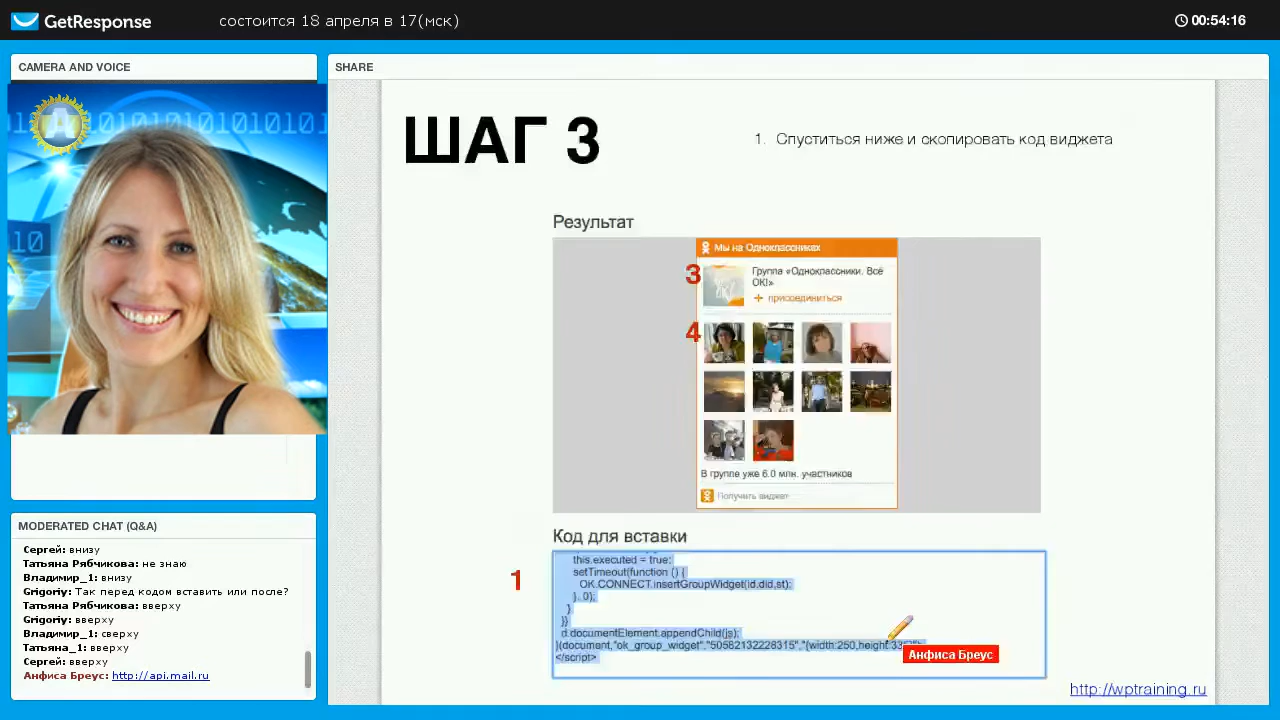 GetResponse
состоится 18 апреля в 17(мск)
00:54:16
CAMERA AND VOICE
SHARE
ШАГ 3
1. Спуститься ниже и скопировать код виджета
Результат
Мы на Одноклассниках
3
Группа «Одноклассники. Всё
ОК!»
+ присоединиться
4
В группе уже 6.0 млн. участников
Получить виджет
Код для вставки
1
this.executed = true;
setTimeout(function () {
OK.CONNECT.insertGroupWidget(id,did,st);
}, 0);
}
}}
d.documentElement.appendChild(js);
}(document,"ok_group_widget","50582132228315","{width:250,height:335}");
</script>
Анфиса Бреус
http://wptraining.ru
MODERATED CHAT (Q&A)
Сергей: внизу
Татьяна Рябчикова: не знаю
Владимир_1: внизу
Grigoriy: Так перед кодом вставить или после?
Татьяна Рябчикова: вверху
Grigoriy: вверху
Владимир_1: сверху
Татьяна_1: вверху
Сергей: вверху
Анфиса Бреус: http://api.mail.ru